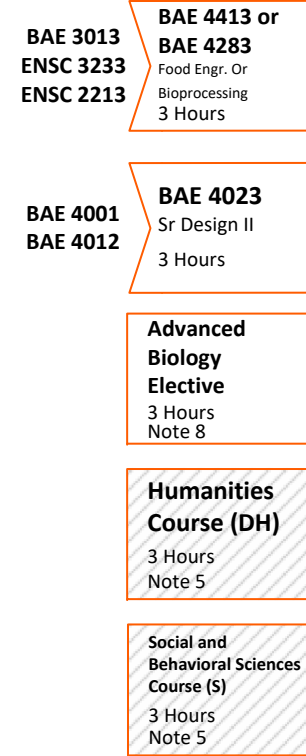 BAE 3013
ENSC 3233
ENSC 2213
BAE 4413 or
BAE 4283
Food Engr. Or
Bioprocessing
3 Hours
BAE 4001
BAE 4012
BAE 4023
Sr Design II
3 Hours
Advanced
Biology
Elective
3 Hours
Note 8
Humanities
Course (DH)
3 Hours
Note 5
Social and
Behavioral Sciences
Course (S)
3 Hours
Note 5